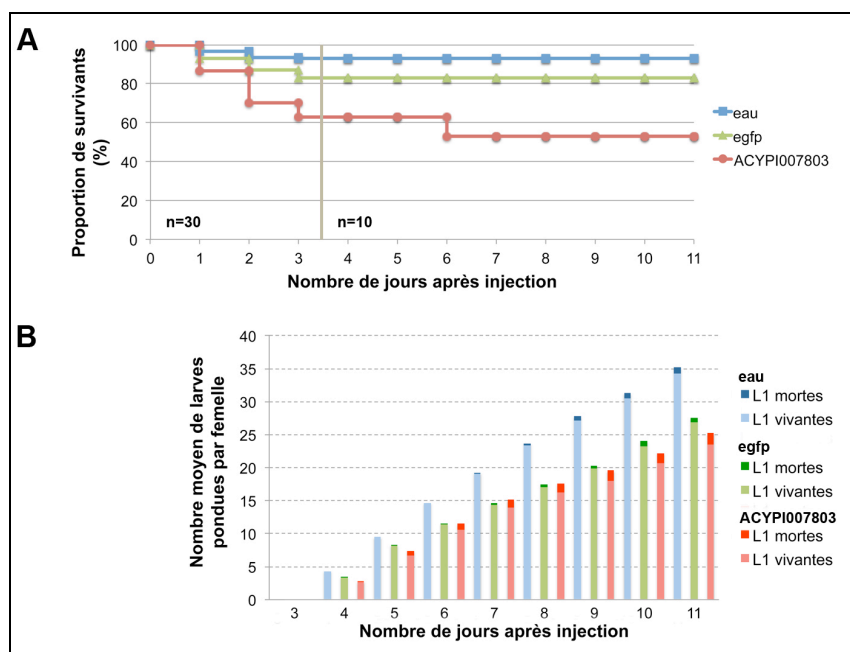 A
Proportion de survivants
(%)
100
80
60
40
20
0
n=30
n=10
0 1 2 3 4 5 6 7 8 9 10 11
Nombre de jours après injection
eau
egfp
ACYPI007803
B
Nombre moyen de larves
pondues par femelle
40
35
30
25
20
15
10
5
0
3 4 5 6 7 8 9 10 11
Nombre de jours après injection
eau
L1 mortes
L1 vivantes
egfp
L1 mortes
L1 vivantes
ACYPI007803
L1 mortes
L1 vivantes